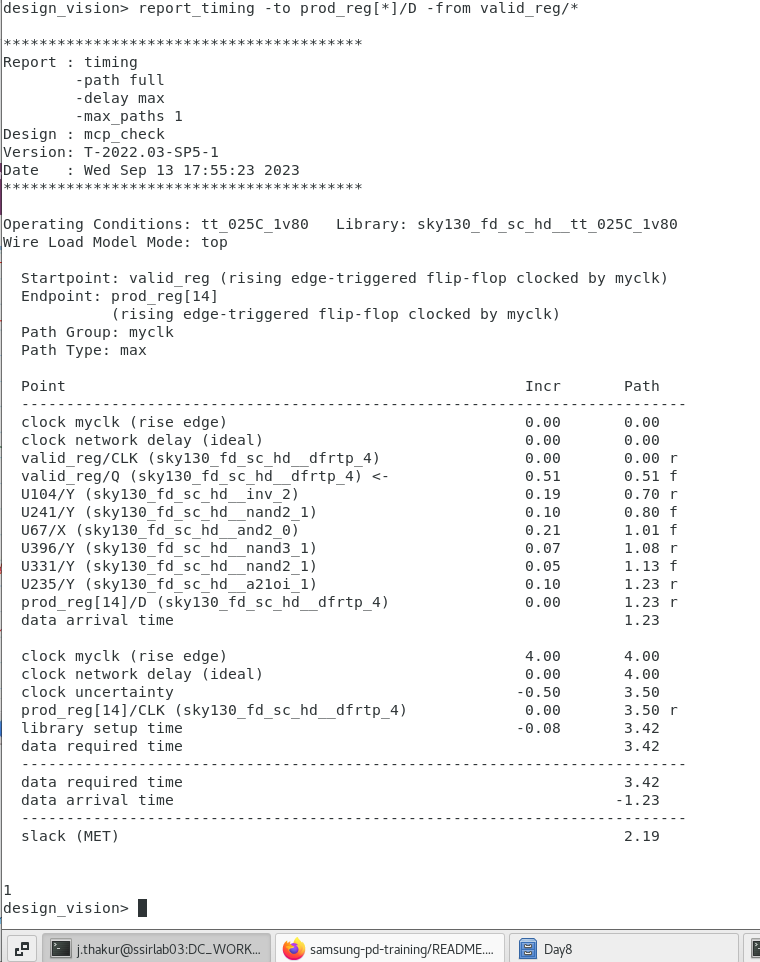 design_vision> report_timing -to prod_reg[*]/D -from valid_reg/*
****************************************
Report : timing
        -path full
        -delay max
        -max_paths 1
Design : mcp_check
Version: T-2022.03-SP5-1
Date   : Wed Sep 13 17:55:23 2023
****************************************
Operating Conditions: tt_025C_1v80   Library: sky130_fd_sc_hd__tt_025C_1v80
Wire Load Model Mode: top
  Startpoint: valid_reg (rising edge-triggered flip-flop clocked by myclk)
  Endpoint: prod_reg[14]
            (rising edge-triggered flip-flop clocked by myclk)
  Path Group: myclk
  Path Type: max
  Point                                                   Incr       Path
  --------------------------------------------------------------------------
  clock myclk (rise edge)                                 0.00       0.00
  clock network delay (ideal)                             0.00       0.00
  valid_reg/CLK (sky130_fd_sc_hd__dfrtp_4)                0.00       0.00 r
  valid_reg/Q (sky130_fd_sc_hd__dfrtp_4) <-               0.51       0.51 f
  U104/Y (sky130_fd_sc_hd__inv_2)                         0.19       0.70 r
  U241/Y (sky130_fd_sc_hd__nand2_1)                       0.10       0.80 f
  U67/X (sky130_fd_sc_hd__and2_0)                         0.21       1.01 f
  U396/Y (sky130_fd_sc_hd__nand3_1)                       0.07       1.08 r
  U331/Y (sky130_fd_sc_hd__nand2_1)                       0.05       1.13 f
  U235/Y (sky130_fd_sc_hd__a21oi_1)                       0.10       1.23 r
  prod_reg[14]/D (sky130_fd_sc_hd__dfrtp_4)               0.00       1.23 r
  data arrival time                                                  1.23
  clock myclk (rise edge)                                 4.00       4.00
  clock network delay (ideal)                             0.00       4.00
  clock uncertainty                                      -0.50       3.50
  prod_reg[14]/CLK (sky130_fd_sc_hd__dfrtp_4)             0.00       3.50 r
  library setup time                                     -0.08       3.42
  data required time                                                 3.42
  --------------------------------------------------------------------------
  data required time                                                 3.42
  data arrival time                                                 -1.23
  --------------------------------------------------------------------------
  slack (MET)                                                        2.19
1
design_vision>
j.thakur@ssirlab03:DC_WORK... samsung-pd-training/README.... Day8